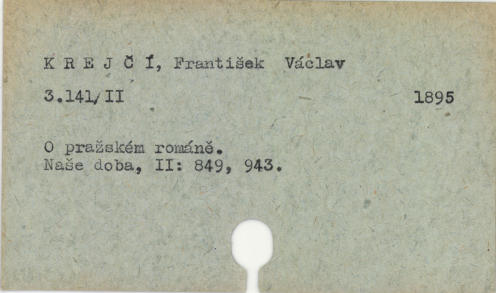 K R E J Č Í, František Václav
3.141/II 1895
O pražském románě.
Naše doba, II: 849, 943.